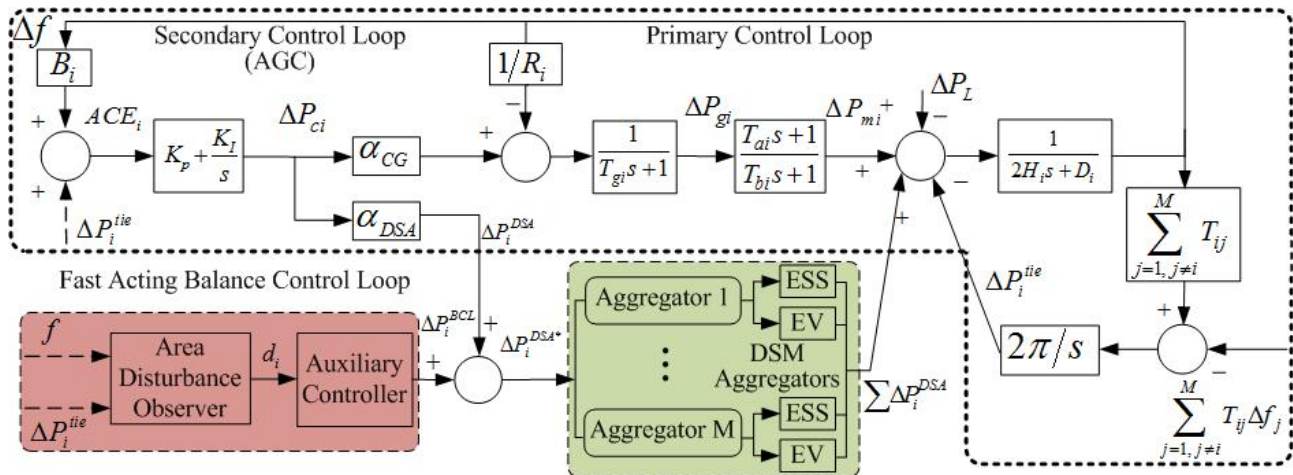 Δf
Secondary Control Loop
(AGC)
Primary Control Loop
B_i
1/R_i
ΔP_L
+
ACE_i
ΔP_ci
−
ΔP_gi
ΔP_mi +
−
K_p + K_I/s
α_CG
+
1/(T_gi s+1)
(T_ai s+1)/(T_bi s+1)
+
−
1/(2H_i s+D_i)
+
ΔP_i^tie
α_DSA
ΔP_i^DSA
+
∑_{j=1, j≠i}^{M} T_ij
Fast Acting Balance Control Loop
ΔP_i^tie
f
Area
Disturbance
Observer
d_i
Auxiliary
Controller
ΔP_i^BCL
+
+
ΔP_i^DSA+
Aggregator 1
ESS
EV
⋮
DSM
Aggregators
∑ΔP_i^DSA
2π/s
+
−
ΔP_i^tie
Aggregator M
ESS
EV
∑_{j=1, j≠i}^{M} T_ij Δf_j